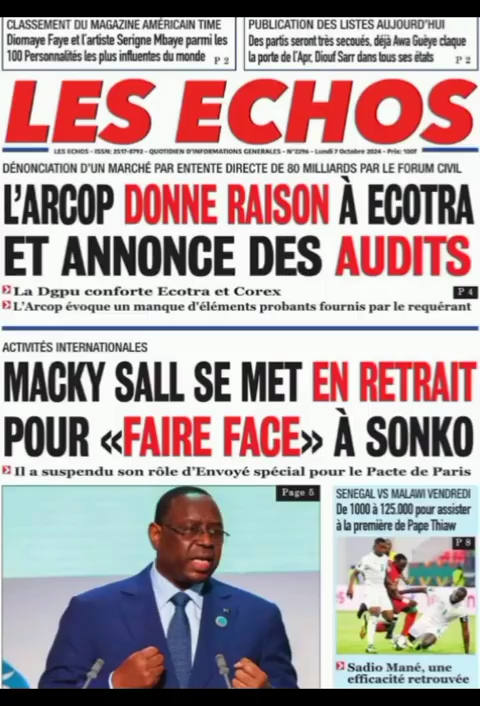 CLASSEMENT DU MAGAZINE AMÉRICAIN TIME
Diomaye Faye et l'artiste Serigne Mbaye parmi les
100 Personnalités les plus influentes du monde P 2
PUBLICATION DES LISTES AUJOURD'HUI
Des partis seront très secoués, déjà Awa Guèye claque
la porte de l'Apr, Diouf Sarr dans tous ses états P 2
LES ECHOS
LES ECHOS - ISSN: 2517-8792 - QUOTIDIEN D'INFORMATIONS GENERALES - N°2296 - Lundi 7 Octobre 2024 - Prix: 100F
DÉNONCIATION D'UN MARCHÉ PAR ENTENTE DIRECTE DE 80 MILLIARDS PAR LE FORUM CIVIL
L'ARCOP DONNE RAISON À ECOTRA
ET ANNONCE DES AUDITS
La Dgpu conforte Ecotra et Corex P 4
L'Arcop évoque un manque d'éléments probants fournis par le requérant
ACTIVITÉS INTERNATIONALES
MACKY SALL SE MET EN RETRAIT
POUR «FAIRE FACE» À SONKO
Il a suspendu son rôle d'Envoyé spécial pour le Pacte de Paris
Page 5
SENEGAL VS MALAWI VENDREDI
De 1000 à 125.000 pour assister
à la première de Pape Thiaw
P 8
Sadio Mané, une
efficacité retrouvée